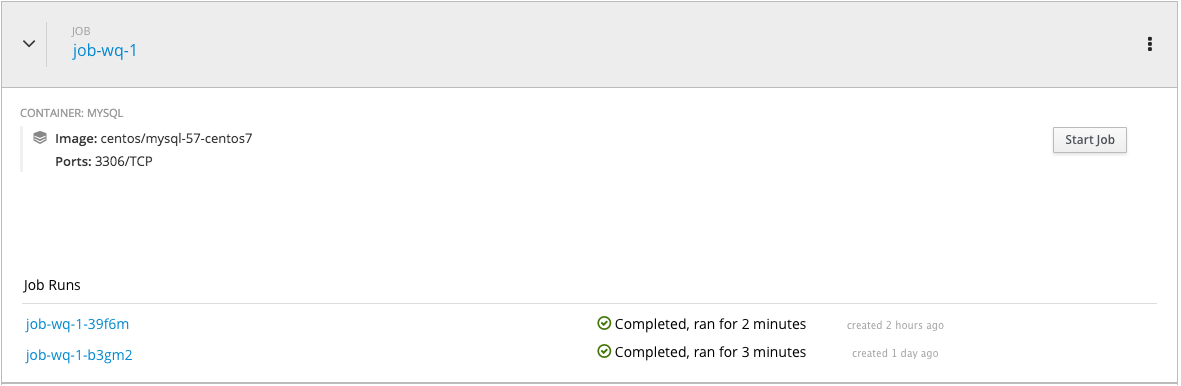 JOB
job-wq-1
CONTAINER: MYSQL
Image: centos/mysql-57-centos7
Ports: 3306/TCP
Start Job
Job Runs
job-wq-1-39f6m Completed, ran for 2 minutes created 2 hours ago
job-wq-1-b3gm2 Completed, ran for 3 minutes created 1 day ago